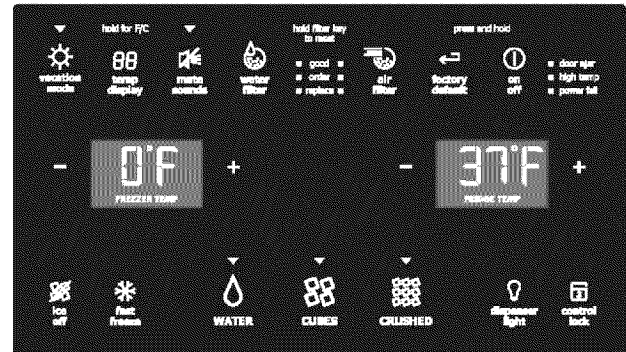 hold for F/C
hold filter key
to reset
press and hold
vacation
mode
88
temp
display
mute
sounds
water
filter
good
order
replace
air
filter
factory
default
on
off
door ajar
high temp
power fail
- 0°F +
FREEZER TEMP
- 37°F +
FRIDGE TEMP
ice
off
fast
freeze
WATER
CUBES
CRUSHED
dispenser
light
control
lock